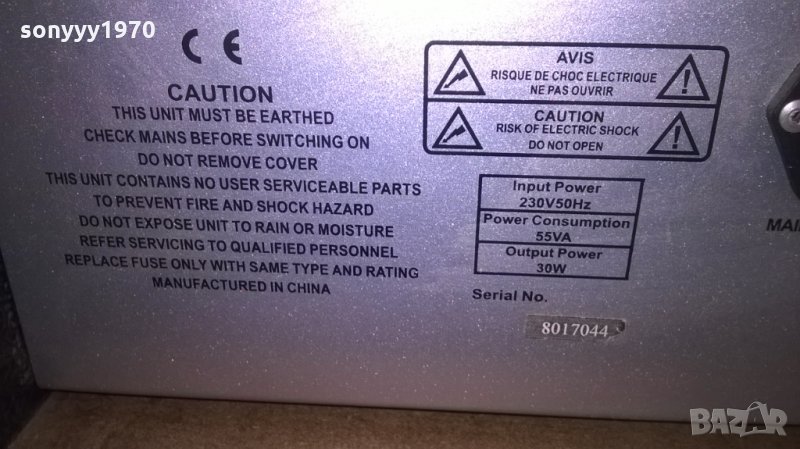 sonyyy1970
CE
CAUTION
THIS UNIT MUST BE EARTHED
CHECK MAINS BEFORE SWITCHING ON
DO NOT REMOVE COVER
THIS UNIT CONTAINS NO USER SERVICEABLE PARTS
TO PREVENT FIRE AND SHOCK HAZARD
DO NOT EXPOSE UNIT TO RAIN OR MOISTURE
REFER SERVICING TO QUALIFIED PERSONNEL
REPLACE FUSE ONLY WITH SAME TYPE AND RATING
MANUFACTURED IN CHINA
AVIS
RISQUE DE CHOC ELECTRIQUE
NE PAS OUVRIR
CAUTION
RISK OF ELECTRIC SHOCK
DO NOT OPEN
Input Power
230V50Hz
Power Consumption
55VA
Output Power
30W
Serial No.
8017044
MAI
BAZAR